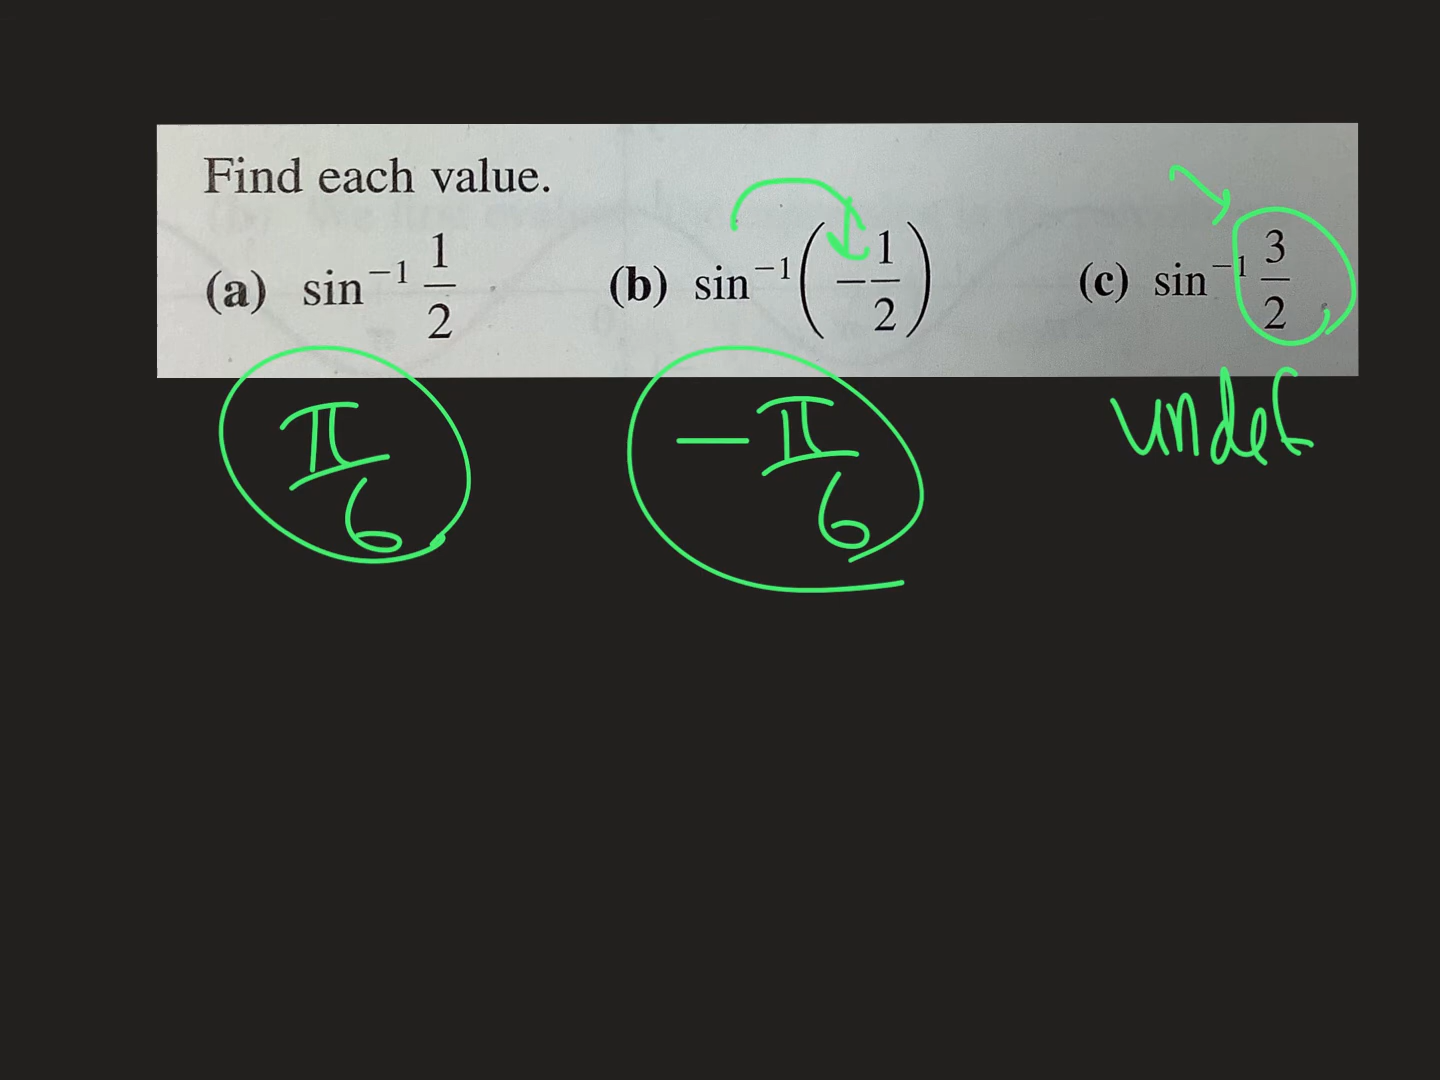 Find each value.
(a) sin⁻¹ 1/2 (b) sin⁻¹(−1/2) (c) sin⁻¹ 3/2
π/6 −π/6 undef